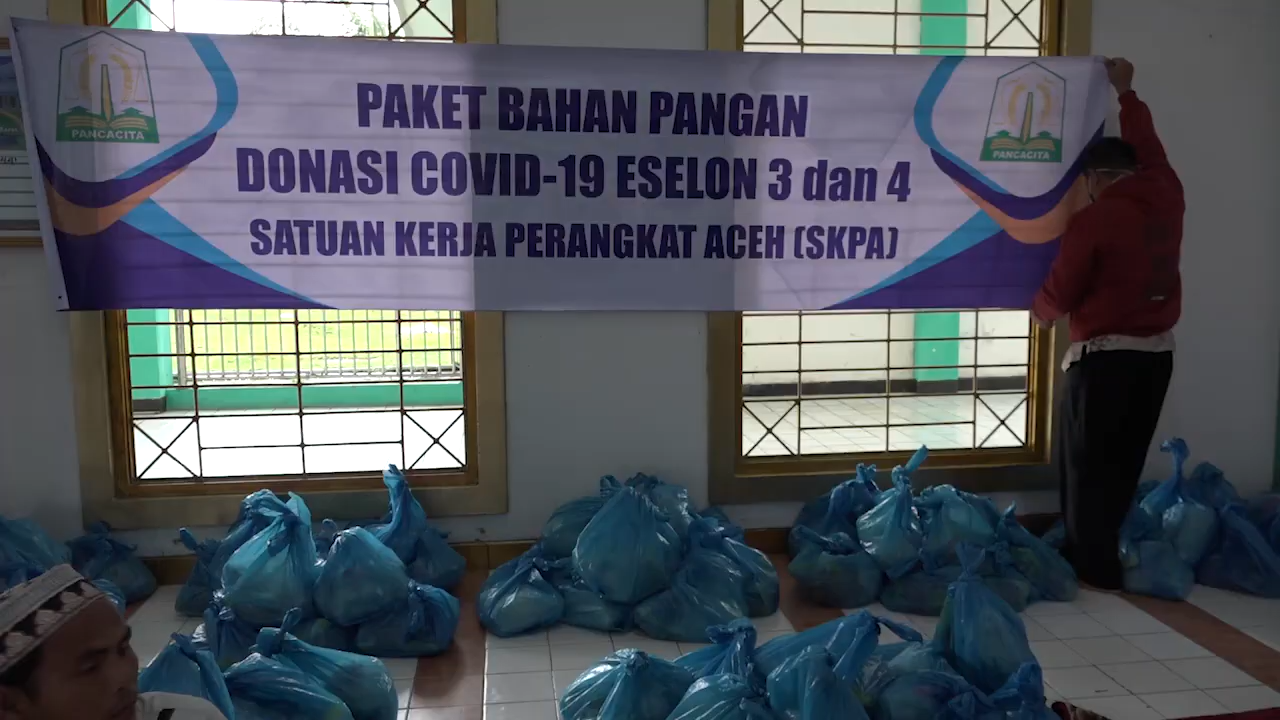 PAKET BAHAN PANGAN
DONASI COVID-19 ESELON 3 dan 4
SATUAN KERJA PERANGKAT ACEH (SKPA)
PANCACITA
PANCACITA